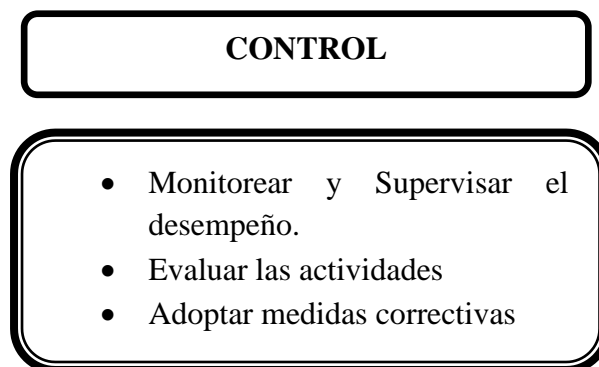 CONTROL
• Monitorear y Supervisar el
desempeño.
• Evaluar las actividades
• Adoptar medidas correctivas